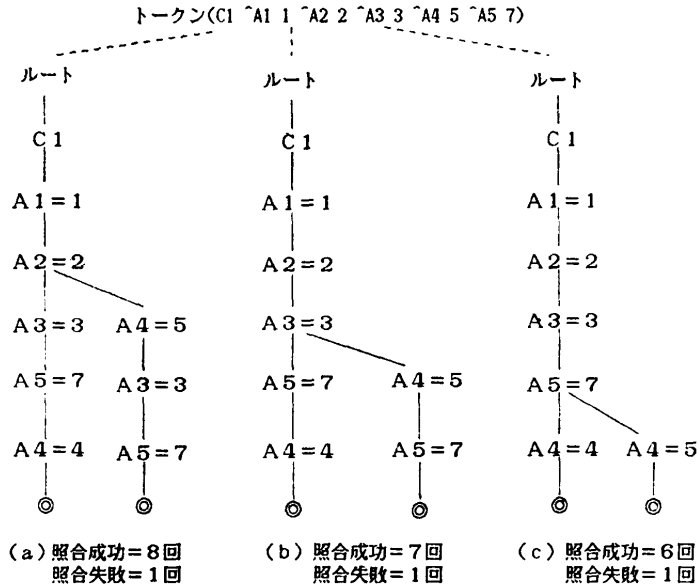 トークン(C1 ^A1 1 ^A2 2 ^A3 3 ^A4 5 ^A5 7)
ルート ルート ルート
C1 C1 C1
A1=1 A1=1 A1=1
A2=2 A2=2 A2=2
A3=3 A4=5 A3=3 A3=3
A5=7 A3=3 A5=7 A4=5 A5=7
A4=4 A5=7 A4=4 A5=7 A4=4 A4=5
(a)照合成功=8回 (b)照合成功=7回 (c)照合成功=6回
照合失敗=1回 照合失敗=1回 照合失敗=1回